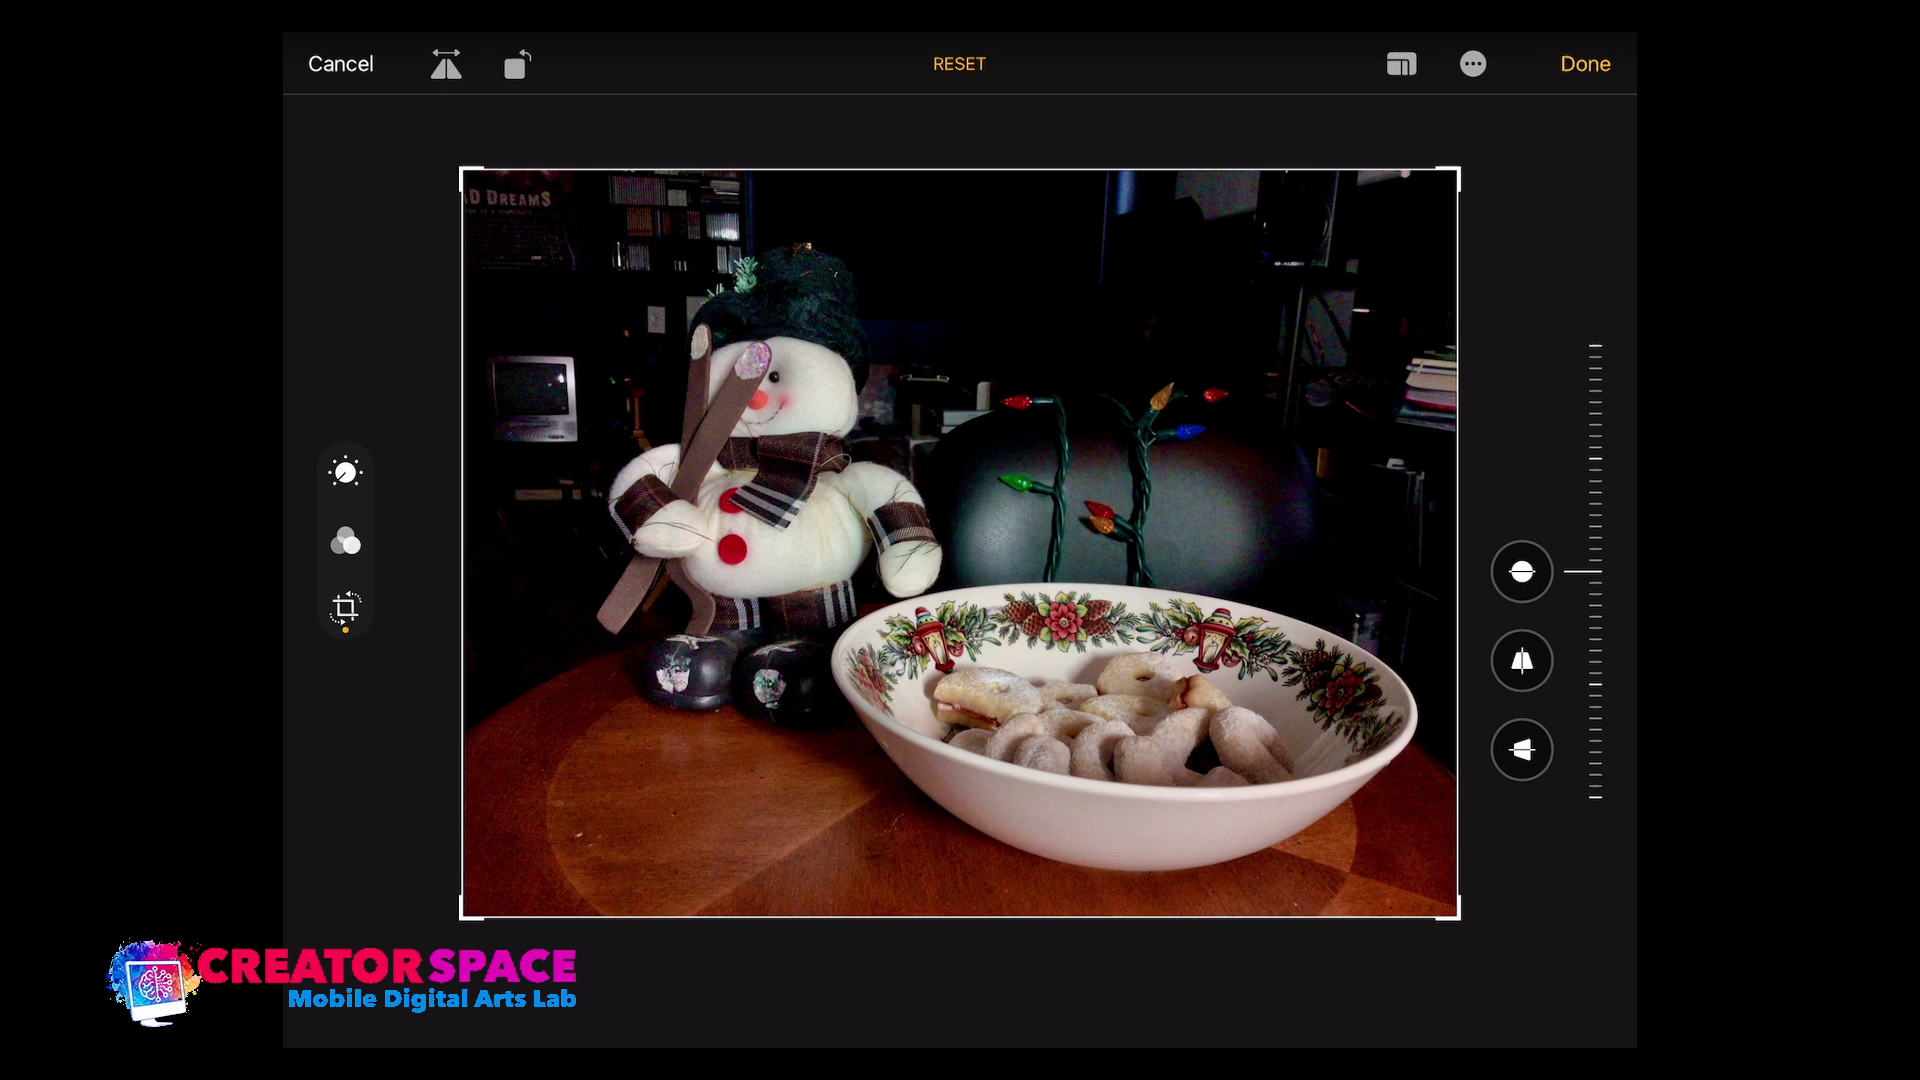 Cancel
RESET
Done
D DREAMS
CREATORSPACE
Mobile Digital Arts Lab